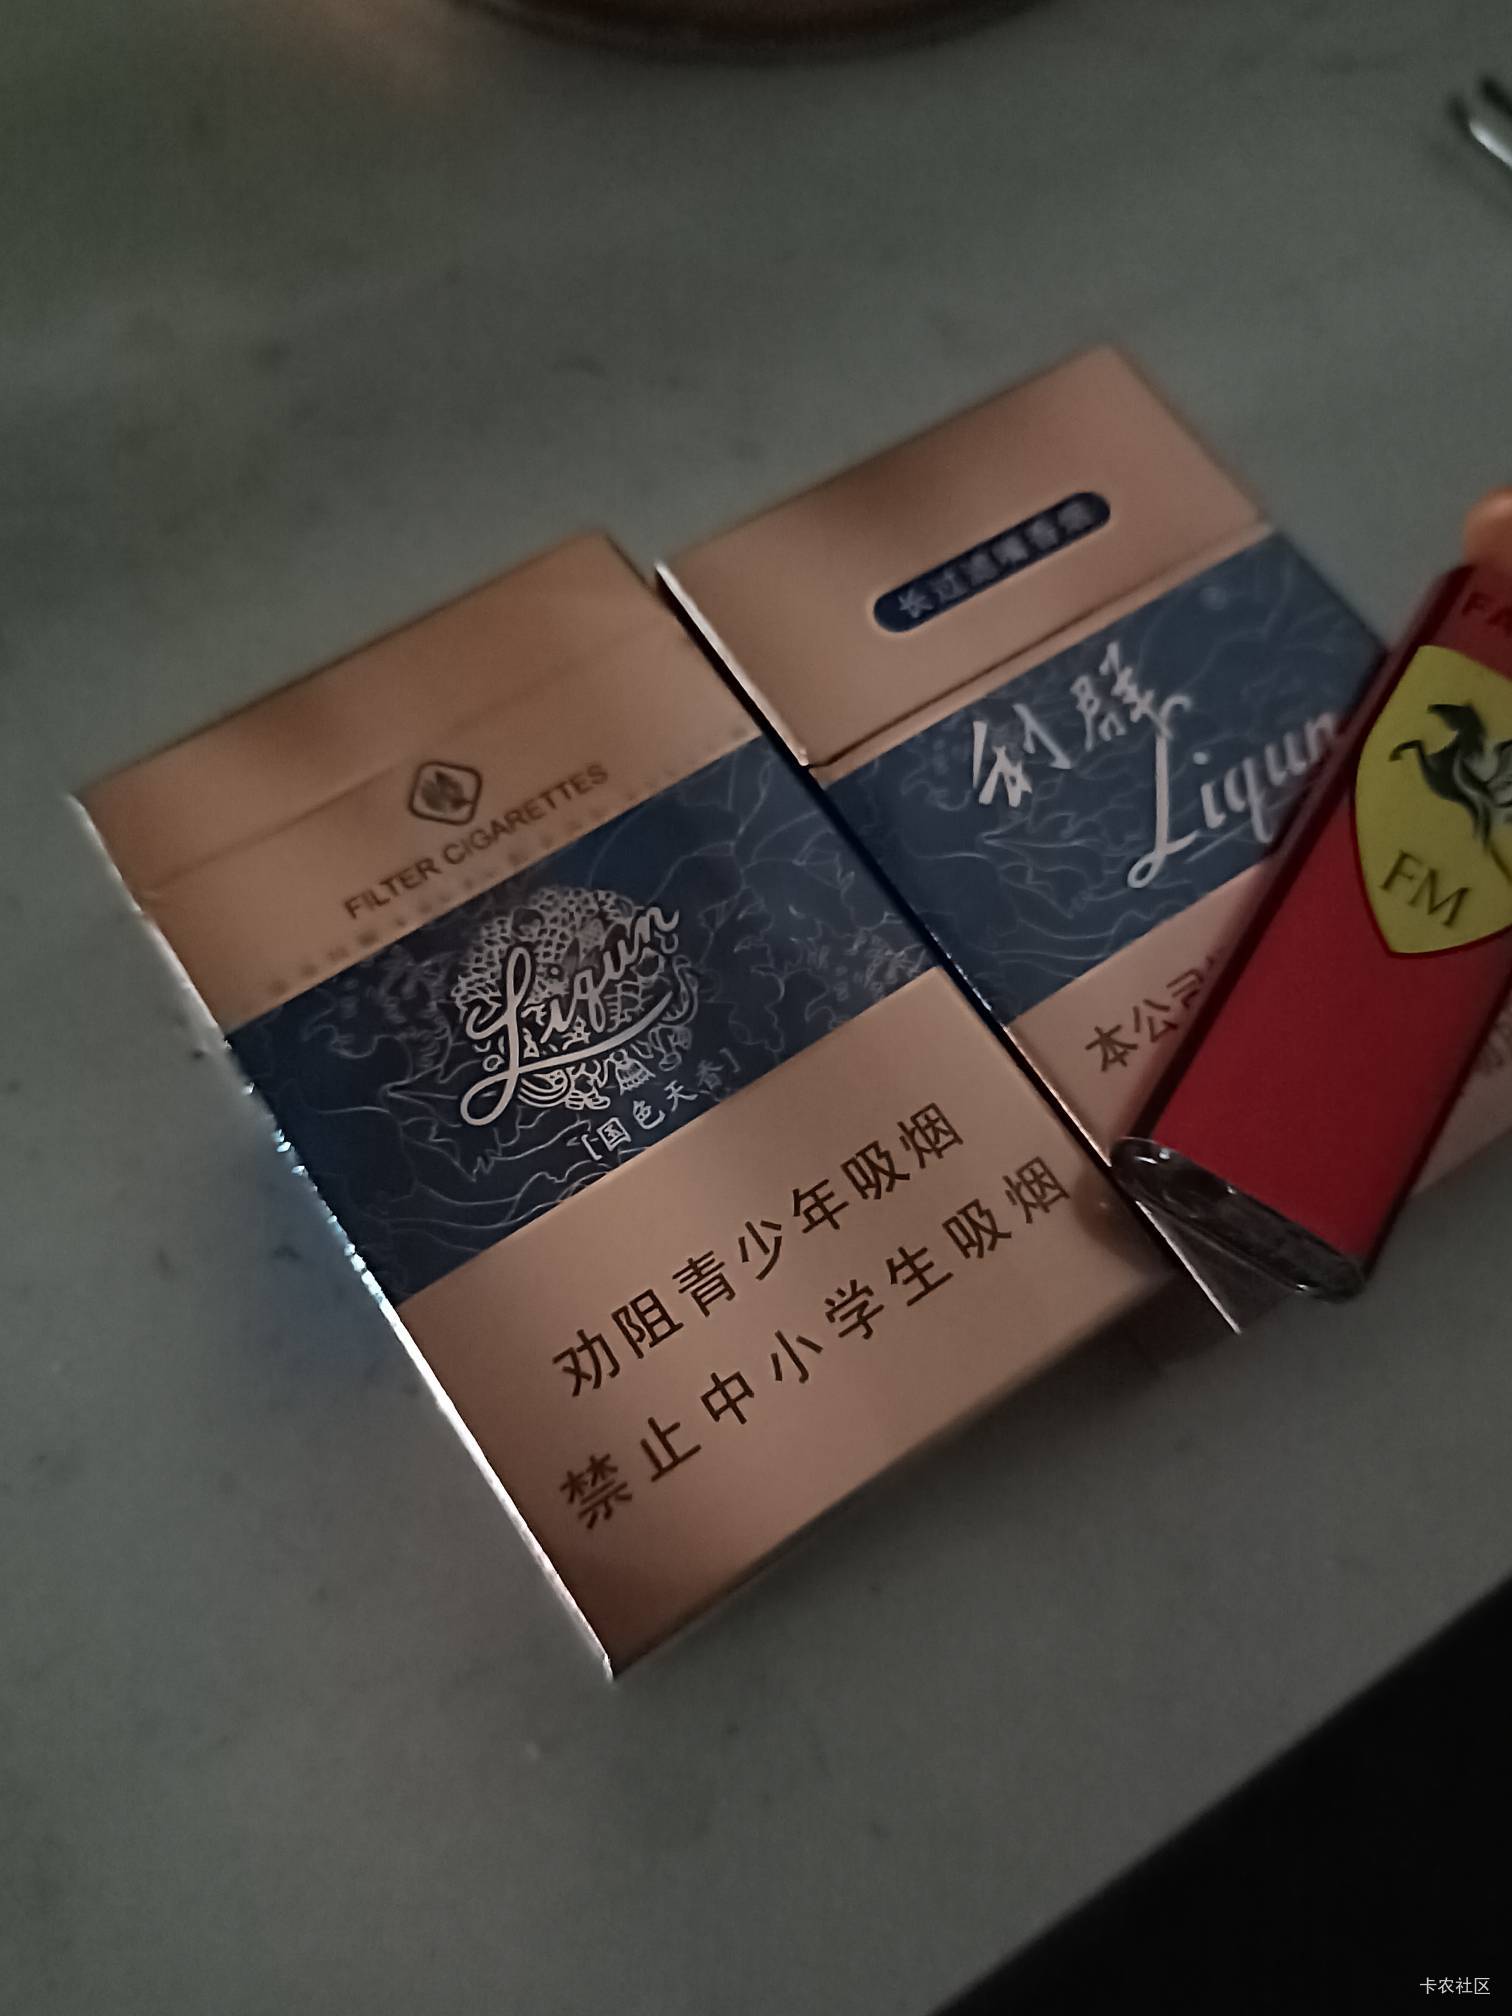 FILTER CIGARETTES
Liqun
「国色天香」
劝阻青少年吸烟
禁止中小学生吸烟
长过滤嘴香烟
利群
Liqun
本公司
FM
卡农社区